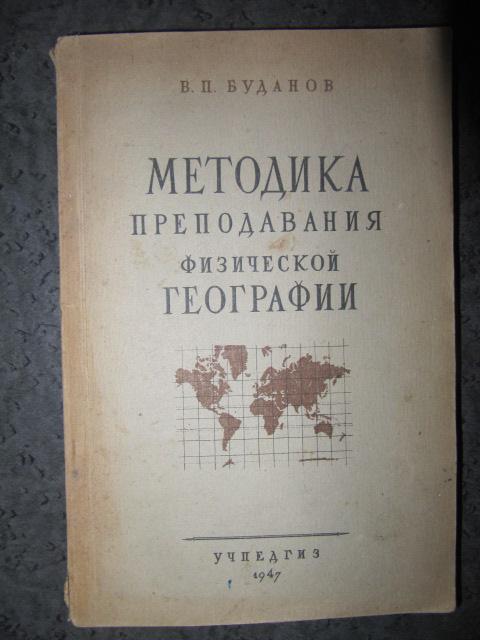 В. П. БУДАНОВ
МЕТОДИКА
ПРЕПОДАВАНИЯ
ФИЗИЧЕСКОЙ
ГЕОГРАФИИ
УЧПЕДГИЗ
1947